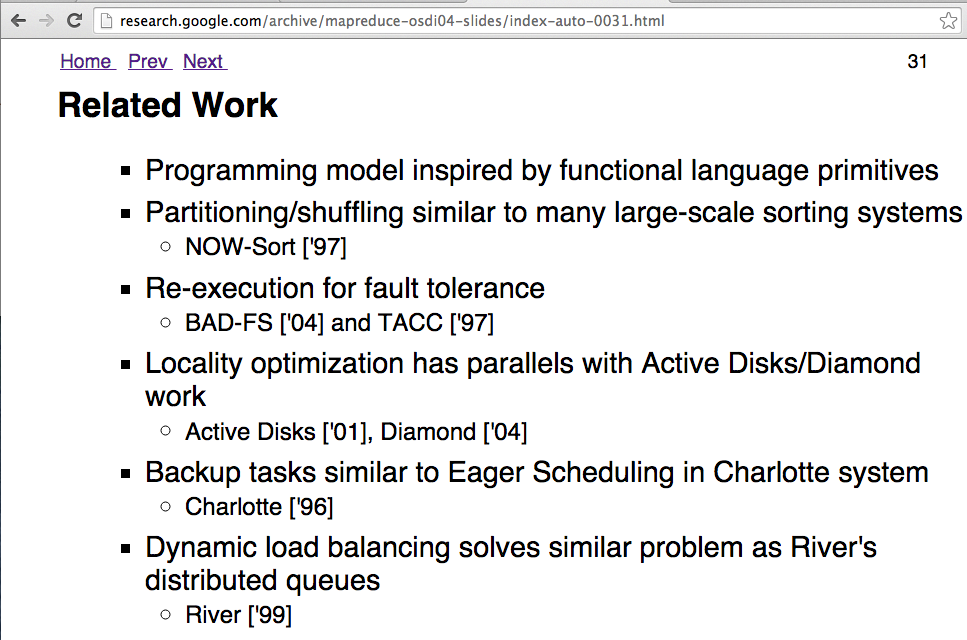 research.google.com/archive/mapreduce-osdi04-slides/index-auto-0031.html
Home Prev Next 31
Related Work
Programming model inspired by functional language primitives
Partitioning/shuffling similar to many large-scale sorting systems
NOW-Sort ['97]
Re-execution for fault tolerance
BAD-FS ['04] and TACC ['97]
Locality optimization has parallels with Active Disks/Diamond
work
Active Disks ['01], Diamond ['04]
Backup tasks similar to Eager Scheduling in Charlotte system
Charlotte ['96]
Dynamic load balancing solves similar problem as River's
distributed queues
River ['99]